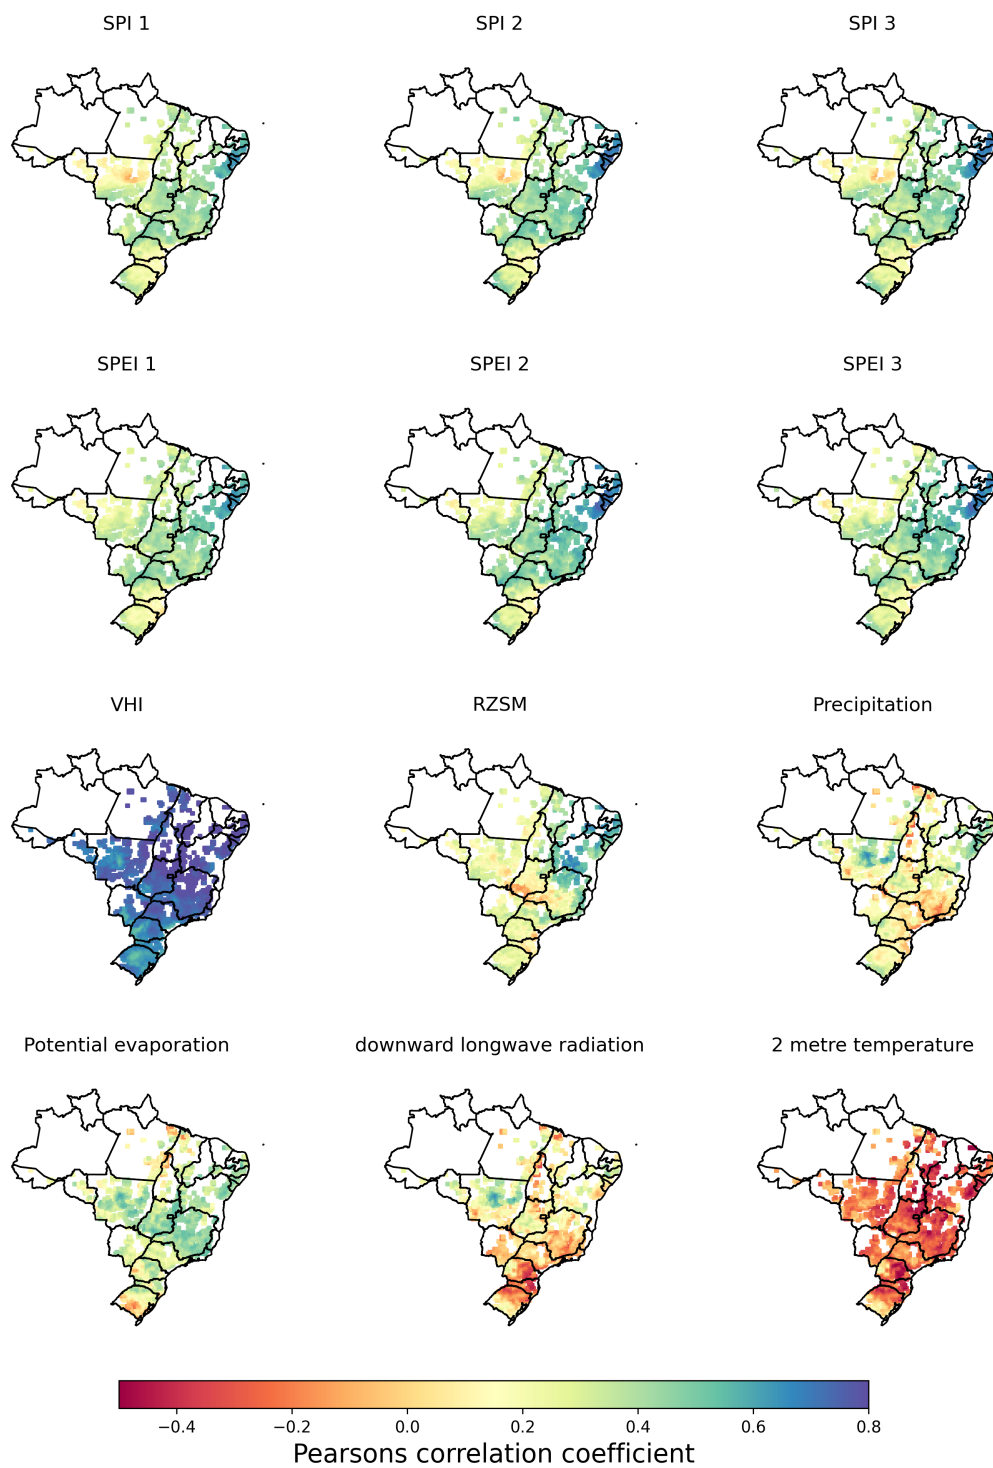 SPI 1
SPI 2
SPI 3
SPEI 1
SPEI 2
SPEI 3
VHI
RZSM
Precipitation
Potential evaporation
downward longwave radiation
2 metre temperature
−0.4
−0.2
0.0
0.2
0.4
0.6
0.8
Pearsons correlation coefficient